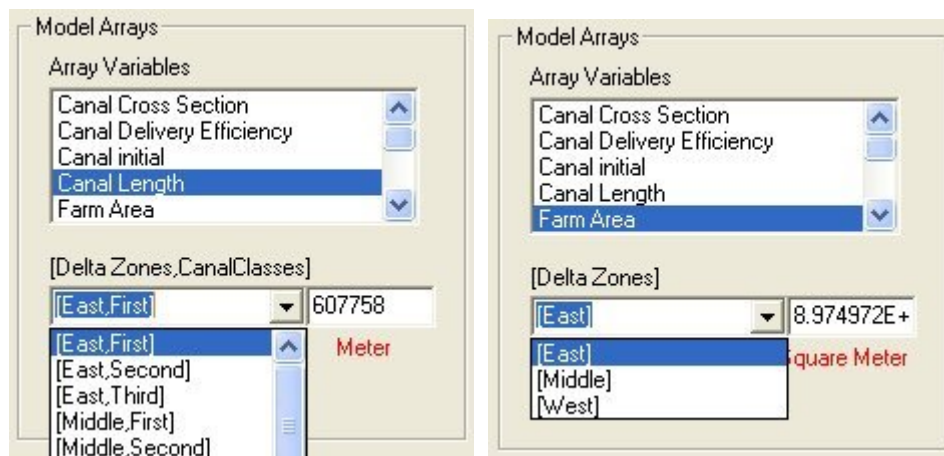 Model Arrays
Array Variables
Canal Cross Section
Canal Delivery Efficiency
Canal initial
Canal Length
Farm Area
[Delta Zones,CanalClasses]
[East,First] 607758
[East,First] Meter
[East,Second]
[East,Third]
[Middle,First]
[Middle,Second]
Model Arrays
Array Variables
Canal Cross Section
Canal Delivery Efficiency
Canal initial
Canal Length
Farm Area
[Delta Zones]
[East] 8.974972E+
[East] quare Meter
[Middle]
[West]